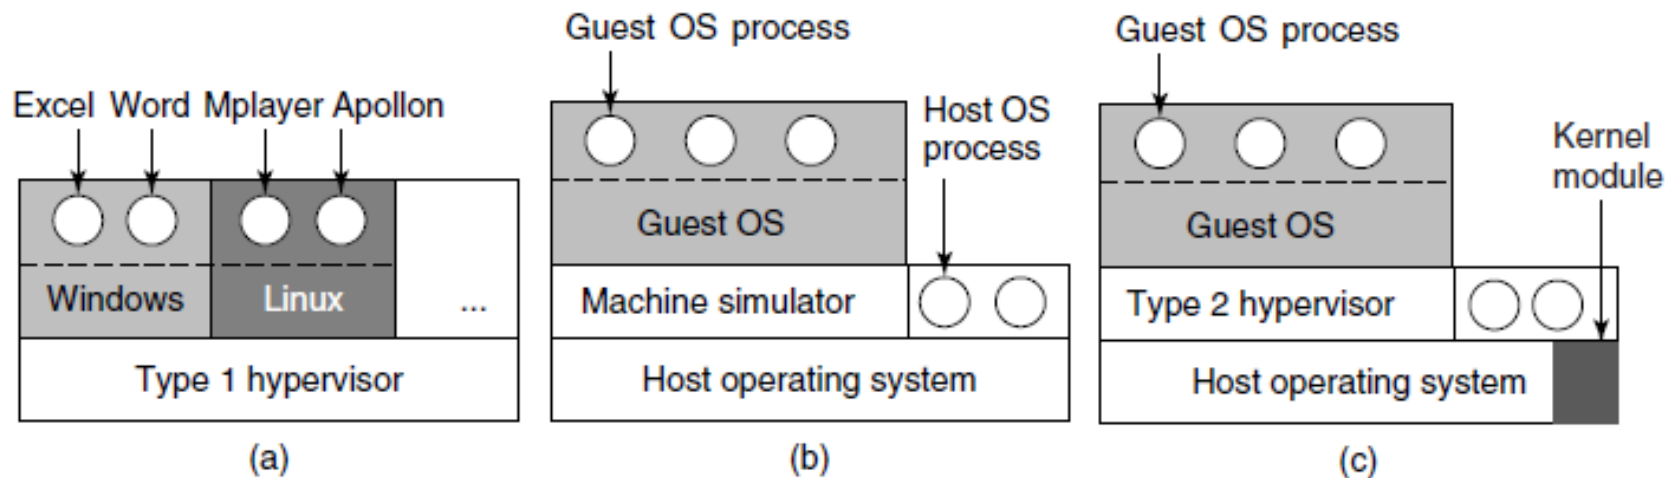 Excel Word Mplayer Apollon
Windows
Linux
...
Type 1 hypervisor
(a)
Guest OS process
Host OS
process
Guest OS
Machine simulator
Host operating system
(b)
Guest OS process
Kernel
module
Guest OS
Type 2 hypervisor
Host operating system
(c)